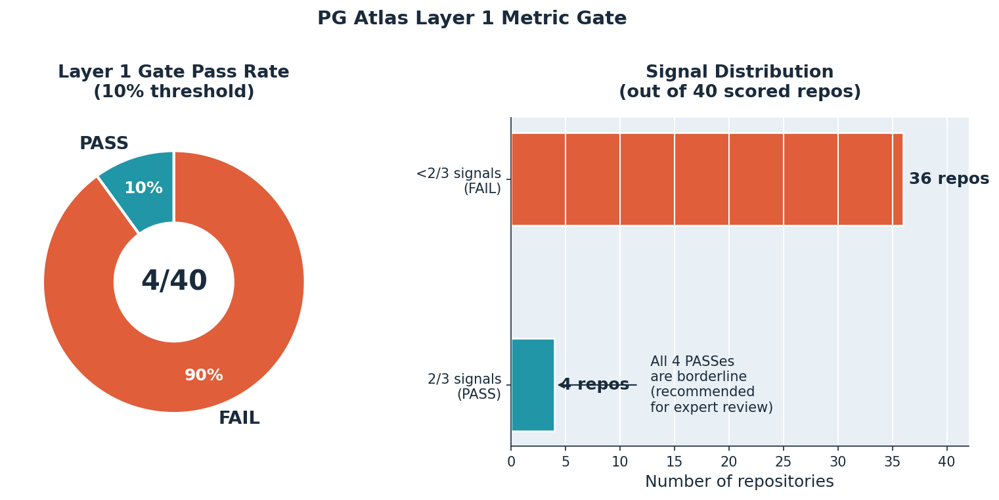 PG Atlas Layer 1 Metric Gate
Layer 1 Gate Pass Rate
(10% threshold)
PASS
10%
4/40
90%
FAIL
Signal Distribution
(out of 40 scored repos)
<2/3 signals
(FAIL)
36 repos
2/3 signals
(PASS)
4 repos
All 4 PASSes
are borderline
(recommended
for expert review)
0 5 10 15 20 25 30 35 40
Number of repositories